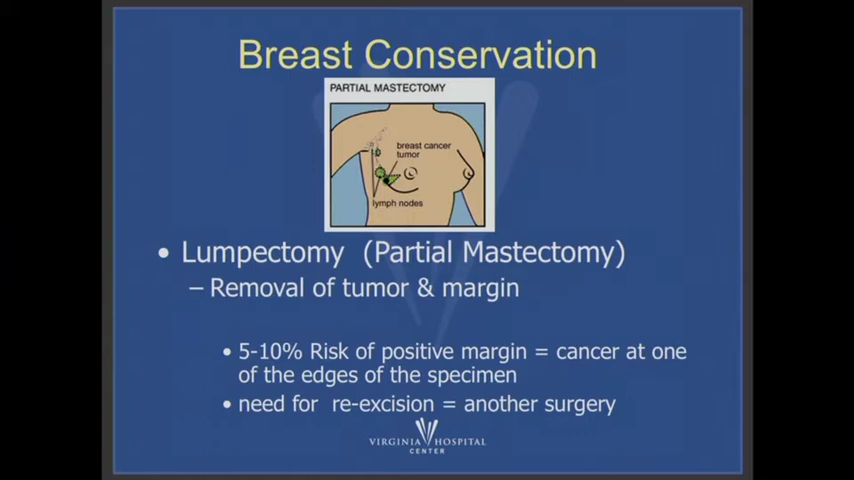 Breast Conservation
PARTIAL MASTECTOMY
breast cancer
tumor
lymph nodes
• Lumpectomy (Partial Mastectomy)
– Removal of tumor & margin
• 5-10% Risk of positive margin = cancer at one
of the edges of the specimen
• need for re-excision = another surgery
VIRGINIA HOSPITAL
CENTER